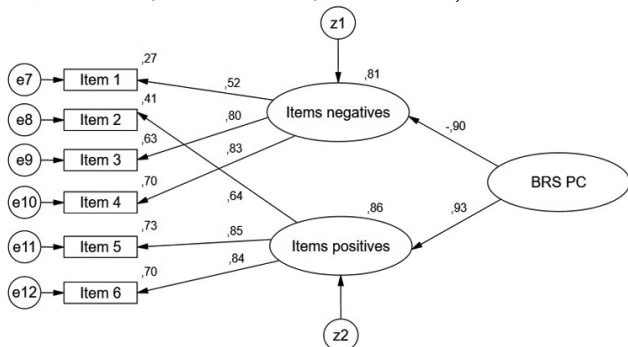 z1
,27
,81
e7
Item 1
,52
,41
e8
Item 2
Items negatives
,80
,63
-,90
e9
Item 3
,83
,70
BRS PC
e10
Item 4
,64
,86
,73
,93
e11
Item 5
,85
Items positives
,70
,84
e12
Item 6
z2